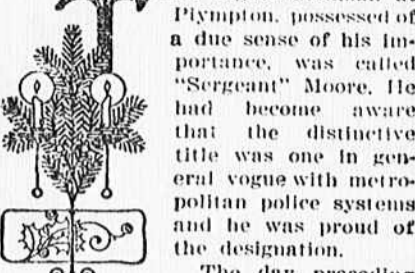 Plympton, possessed of
a due sense of his im-
portance, was called
"Sergeant" Moore. He
had become aware
that the distinctive
title was one in gen-
eral vogue with metro-
politan police systems
and he was proud of
the designation.
The day preceding